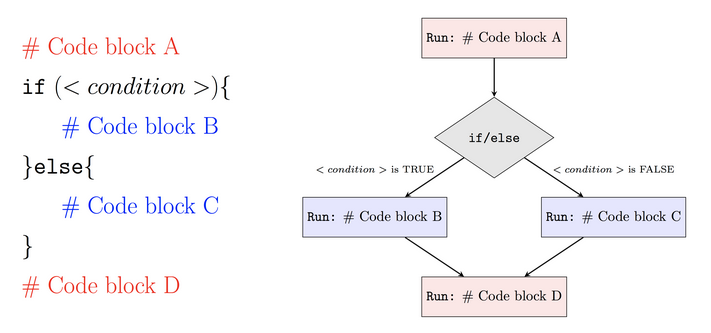 # Code block A
if (< condition >){
# Code block B
}else{
# Code block C
}
# Code block D
Run: # Code block A
if/else
< condition > is TRUE
< condition > is FALSE
Run: # Code block B
Run: # Code block C
Run: # Code block D